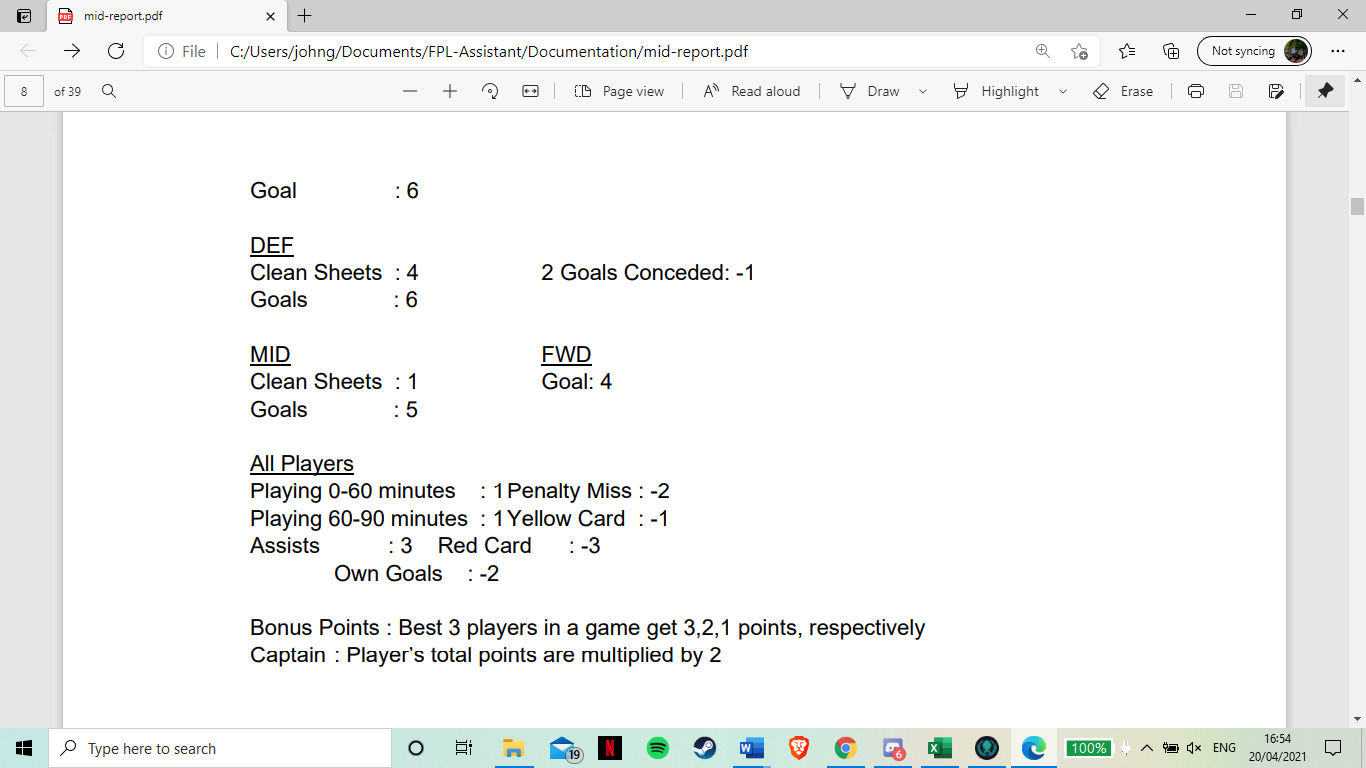 mid-report.pdf
File C:/Users/johng/Documents/FPL-Assistant/Documentation/mid-report.pdf Not syncing
8 of 39 Page view Read aloud Draw Highlight Erase
Goal : 6
DEF
Clean Sheets : 4 2 Goals Conceded: -1
Goals : 6
MID FWD
Clean Sheets : 1 Goal: 4
Goals : 5
All Players
Playing 0-60 minutes : 1 Penalty Miss : -2
Playing 60-90 minutes : 1 Yellow Card : -1
Assists : 3 Red Card : -3
Own Goals : -2
Bonus Points : Best 3 players in a game get 3,2,1 points, respectively
Captain : Player’s total points are multiplied by 2
Type here to search 19 6 100% ENG 16:54
20/04/2021